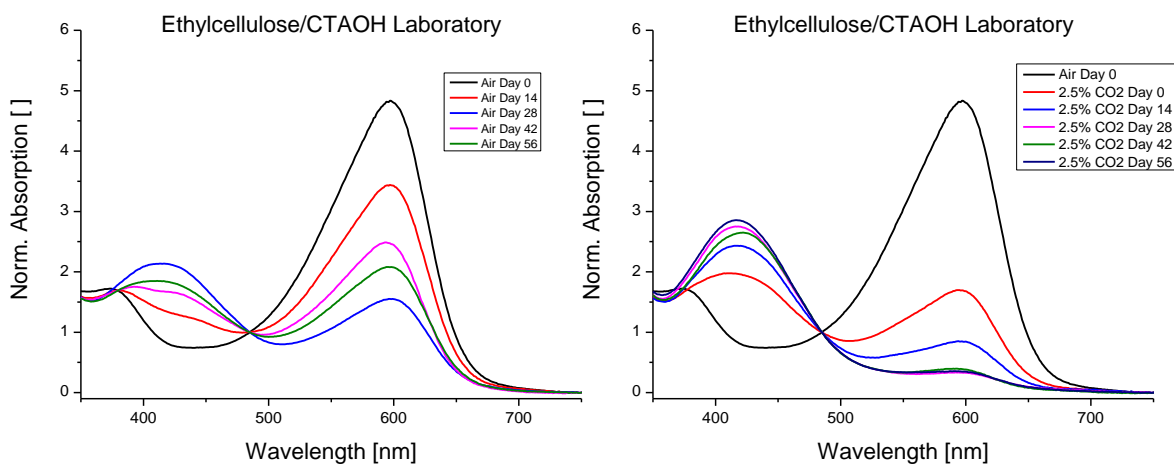 Ethylcellulose/CTAOH Laboratory
6
5
4
3
2
1
0
Norm. Absorption [ ]
Air Day 0
Air Day 14
Air Day 28
Air Day 42
Air Day 56
400 500 600 700
Wavelength [nm]
Ethylcellulose/CTAOH Laboratory
6
5
4
3
2
1
0
Norm. Absorption [ ]
Air Day 0
2.5% CO2 Day 0
2.5% CO2 Day 14
2.5% CO2 Day 28
2.5% CO2 Day 42
2.5% CO2 Day 56
400 500 600 700
Wavelength [nm]